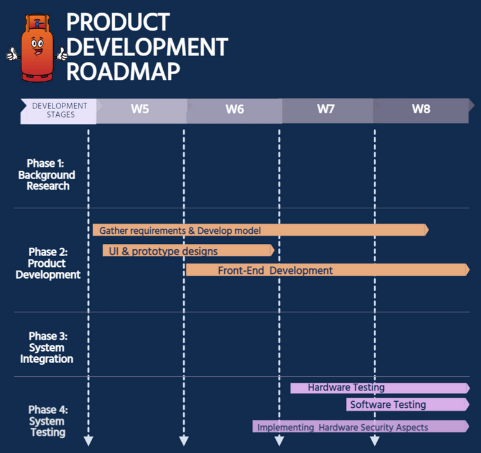 PRODUCT
DEVELOPMENT
ROADMAP
DEVELOPMENT
STAGES
W5
W6
W7
W8
Phase 1:
Background
Research
Phase 2:
Product
Development
Gather requirements & Develop model
UI & prototype designs
Front-End Development
Phase 3:
System
Integration
Phase 4:
System
Testing
Hardware Testing
Software Testing
Implementing Hardware Security Aspects